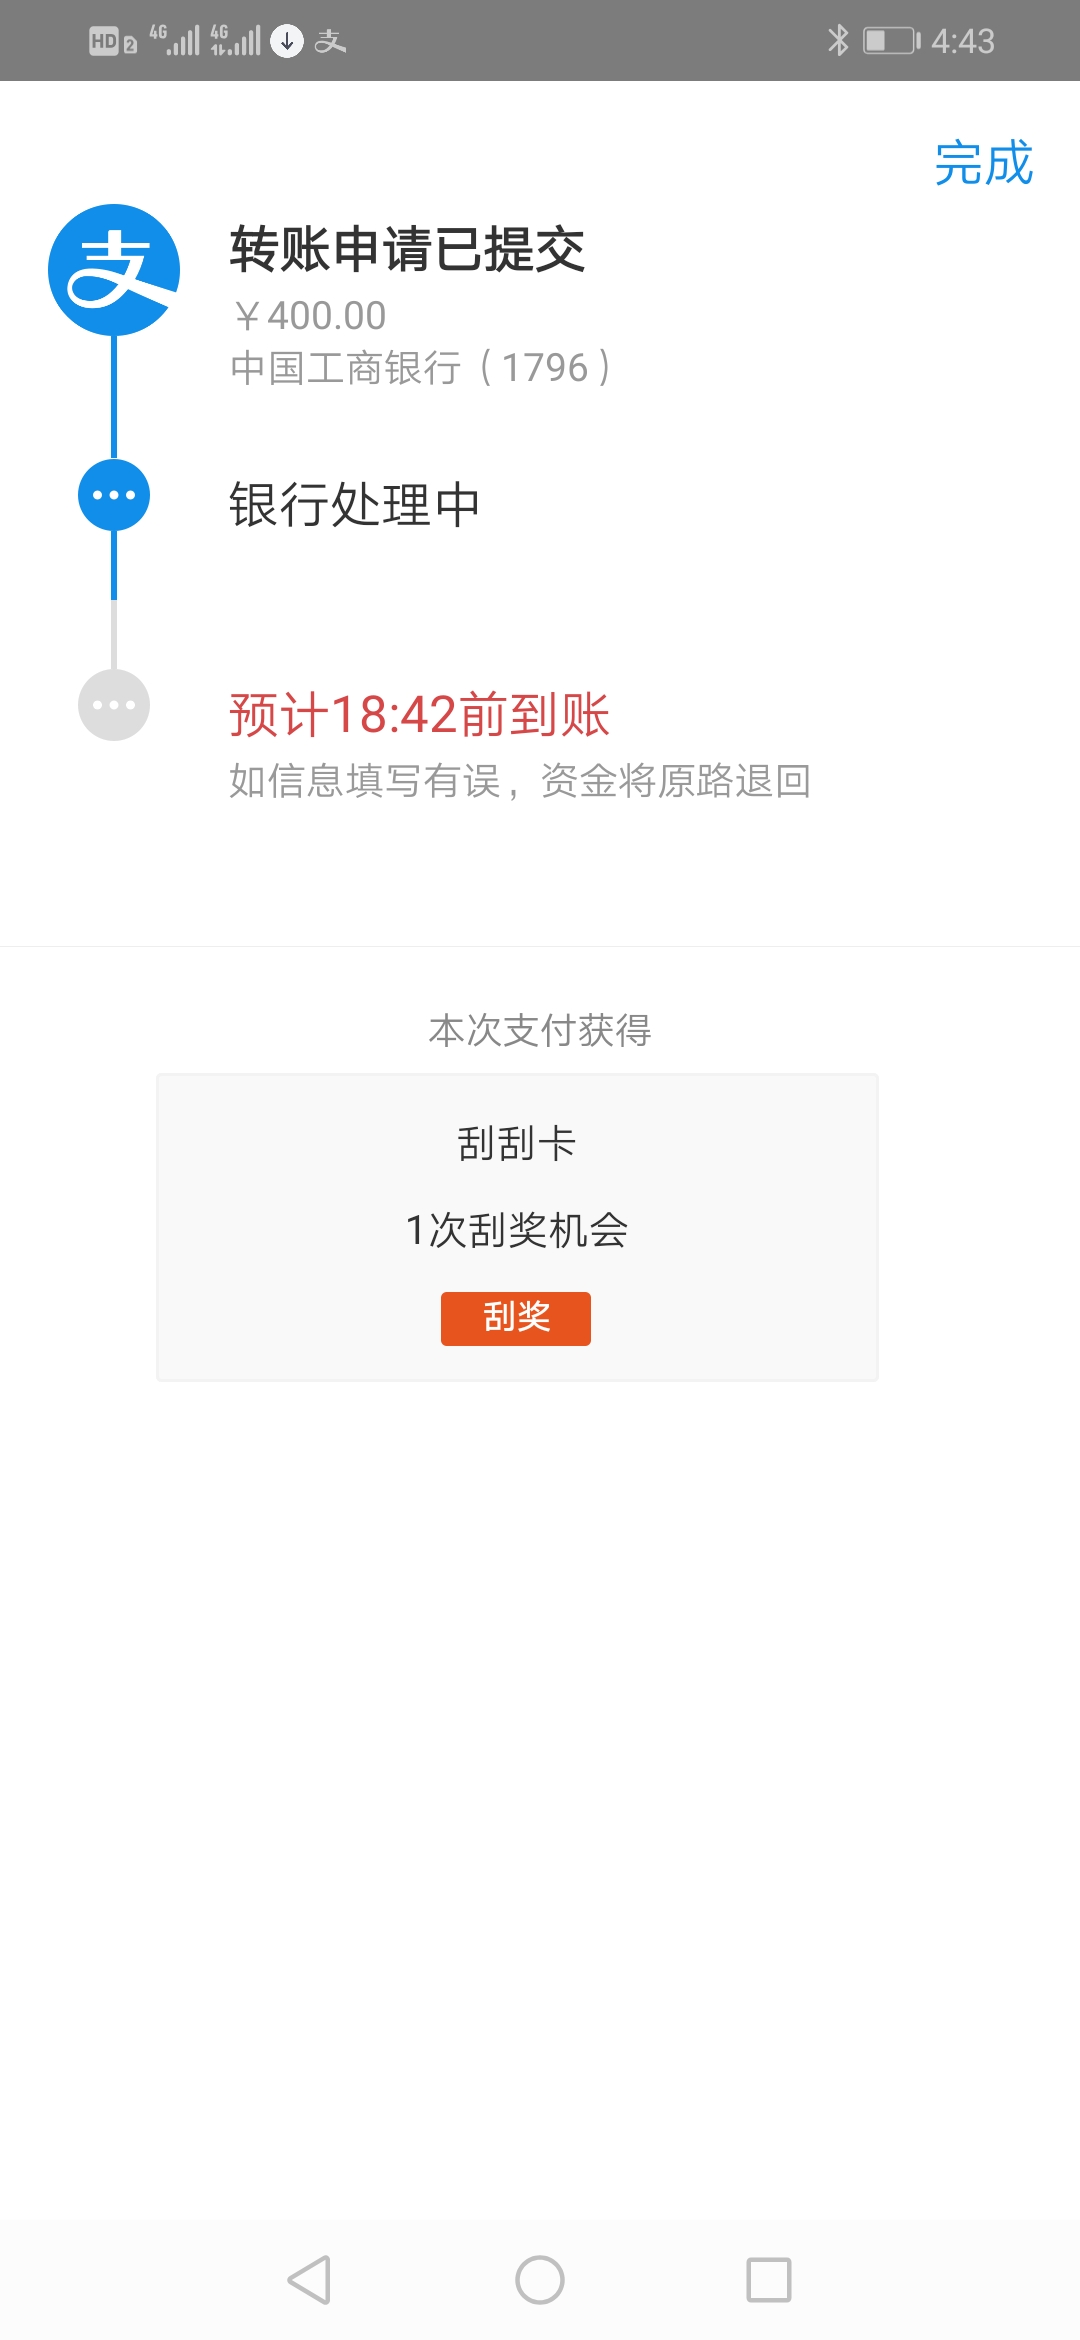 HD 2 4G 4G 支 4:43
完成
支
转账申请已提交
￥400.00
中国工商银行（1796）
银行处理中
预计18:42前到账
如信息填写有误，资金将原路退回
本次支付获得
刮刮卡
1次刮奖机会
刮奖